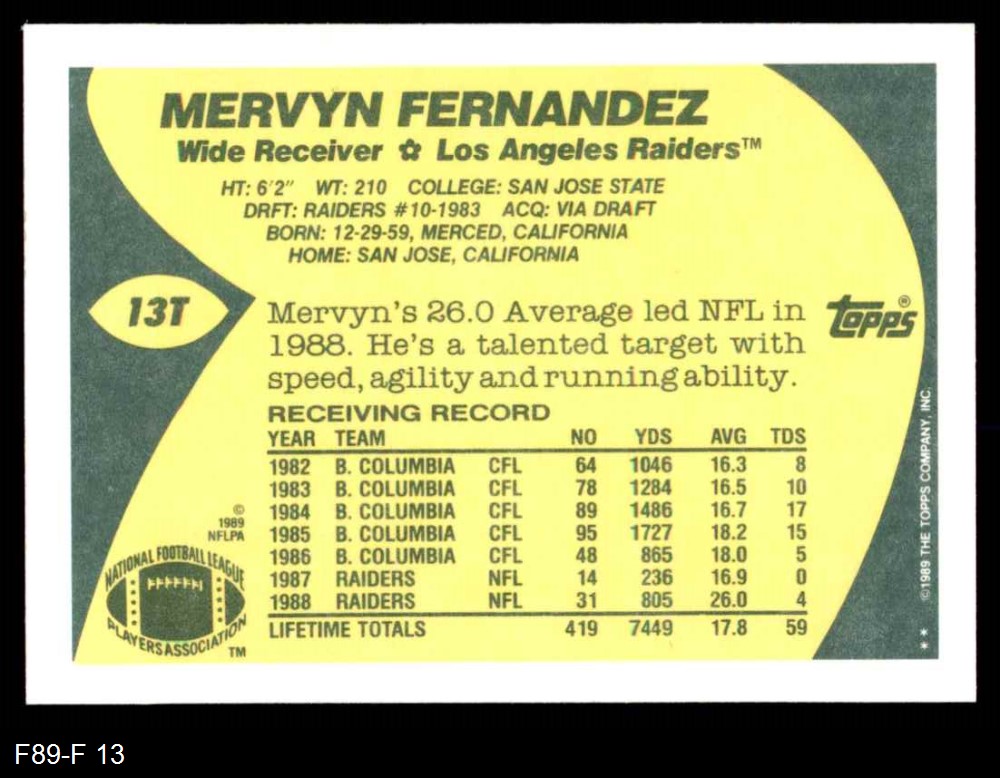 MERVYN FERNANDEZ
Wide Receiver ✿ Los Angeles Raiders™
HT: 6'2" WT: 210 COLLEGE: SAN JOSE STATE
DRFT: RAIDERS #10-1983 ACQ: VIA DRAFT
BORN: 12-29-59, MERCED, CALIFORNIA
HOME: SAN JOSE, CALIFORNIA
13T
Mervyn's 26.0 Average led NFL in
1988. He's a talented target with
speed, agility and running ability.
topps®
RECEIVING RECORD
YEAR TEAM NO YDS AVG TDS
1982 B. COLUMBIA CFL 64 1046 16.3 8
1983 B. COLUMBIA CFL 78 1284 16.5 10
1984 B. COLUMBIA CFL 89 1486 16.7 17
1985 B. COLUMBIA CFL 95 1727 18.2 15
1986 B. COLUMBIA CFL 48 865 18.0 5
1987 RAIDERS NFL 14 236 16.9 0
1988 RAIDERS NFL 31 805 26.0 4
LIFETIME TOTALS 419 7449 17.8 59
©
1989
NFLPA
NATIONAL FOOTBALL LEAGUE
PLAYERS ASSOCIATION
TM
©1989 THE TOPPS COMPANY, INC.
**
F89-F 13